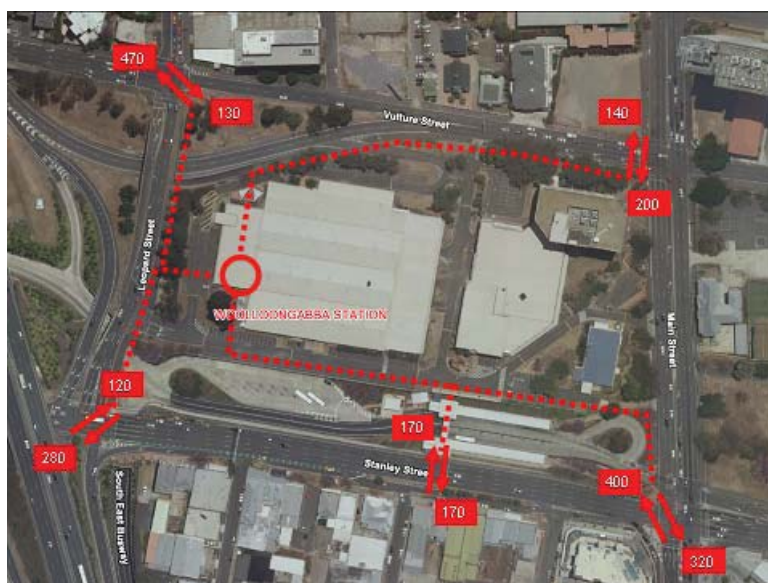 470
130
140
Vulture Street
200
Leopard Street
WOOLLOONGABBA STATION
Main Street
120
280
170
Stanley Street
170
400
320
South East Busway